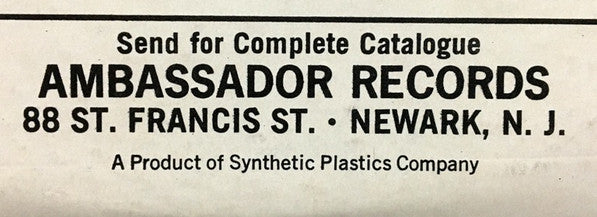 Send for Complete Catalogue
AMBASSADOR RECORDS
88 ST. FRANCIS ST. • NEWARK, N. J.
A Product of Synthetic Plastics Company